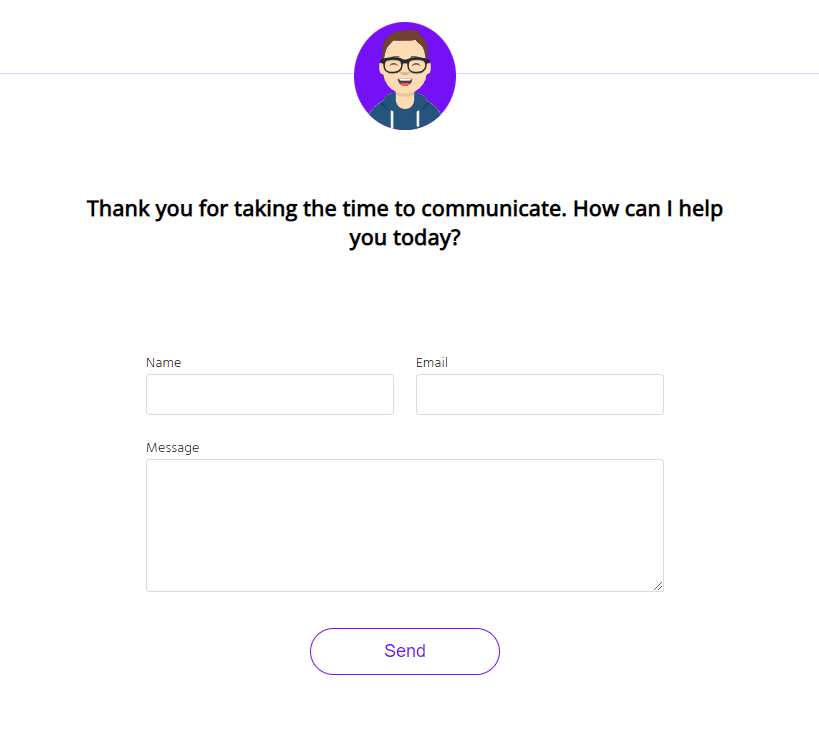 Thank you for taking the time to communicate. How can I help
you today?
Name Email
Message
Send